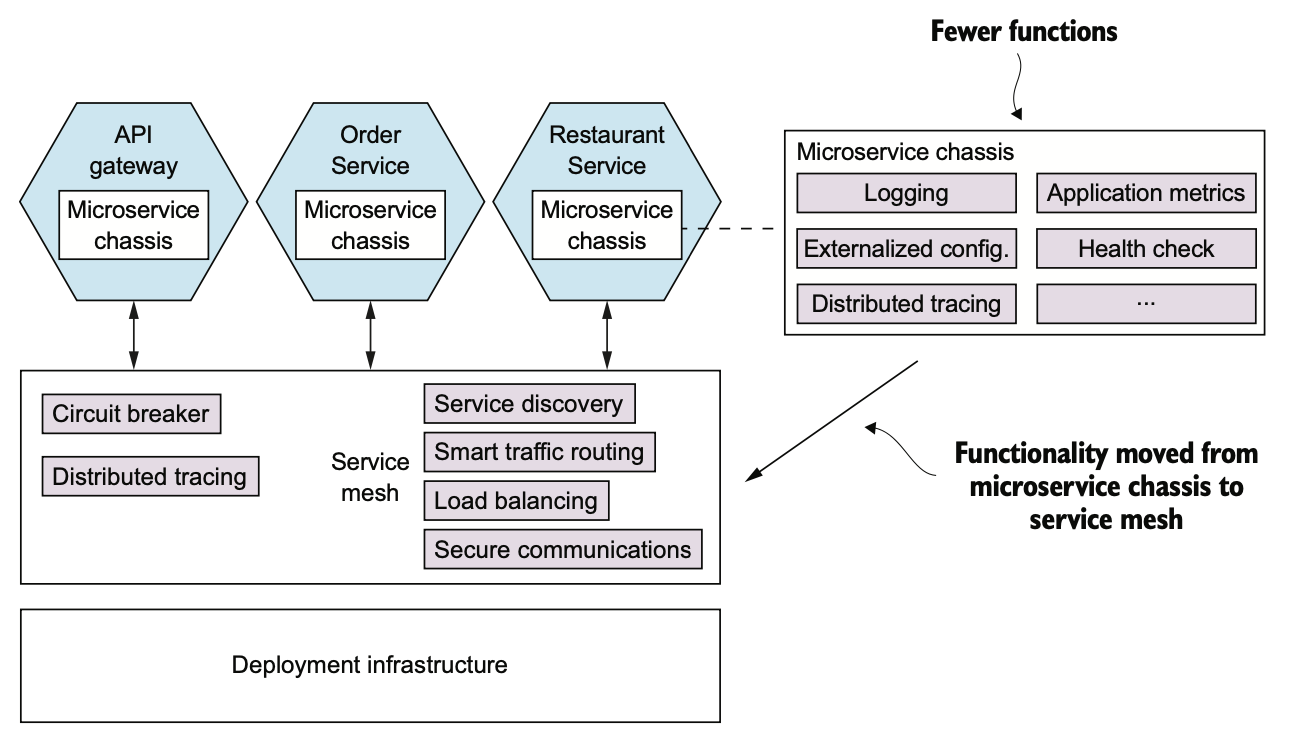 Fewer functions
API
gateway
Microservice
chassis
Order
Service
Microservice
chassis
Restaurant
Service
Microservice
chassis
Microservice chassis
Logging
Application metrics
Externalized config.
Health check
Distributed tracing
...
Circuit breaker
Distributed tracing
Service
mesh
Service discovery
Smart traffic routing
Load balancing
Secure communications
Functionality moved from
microservice chassis to
service mesh
Deployment infrastructure